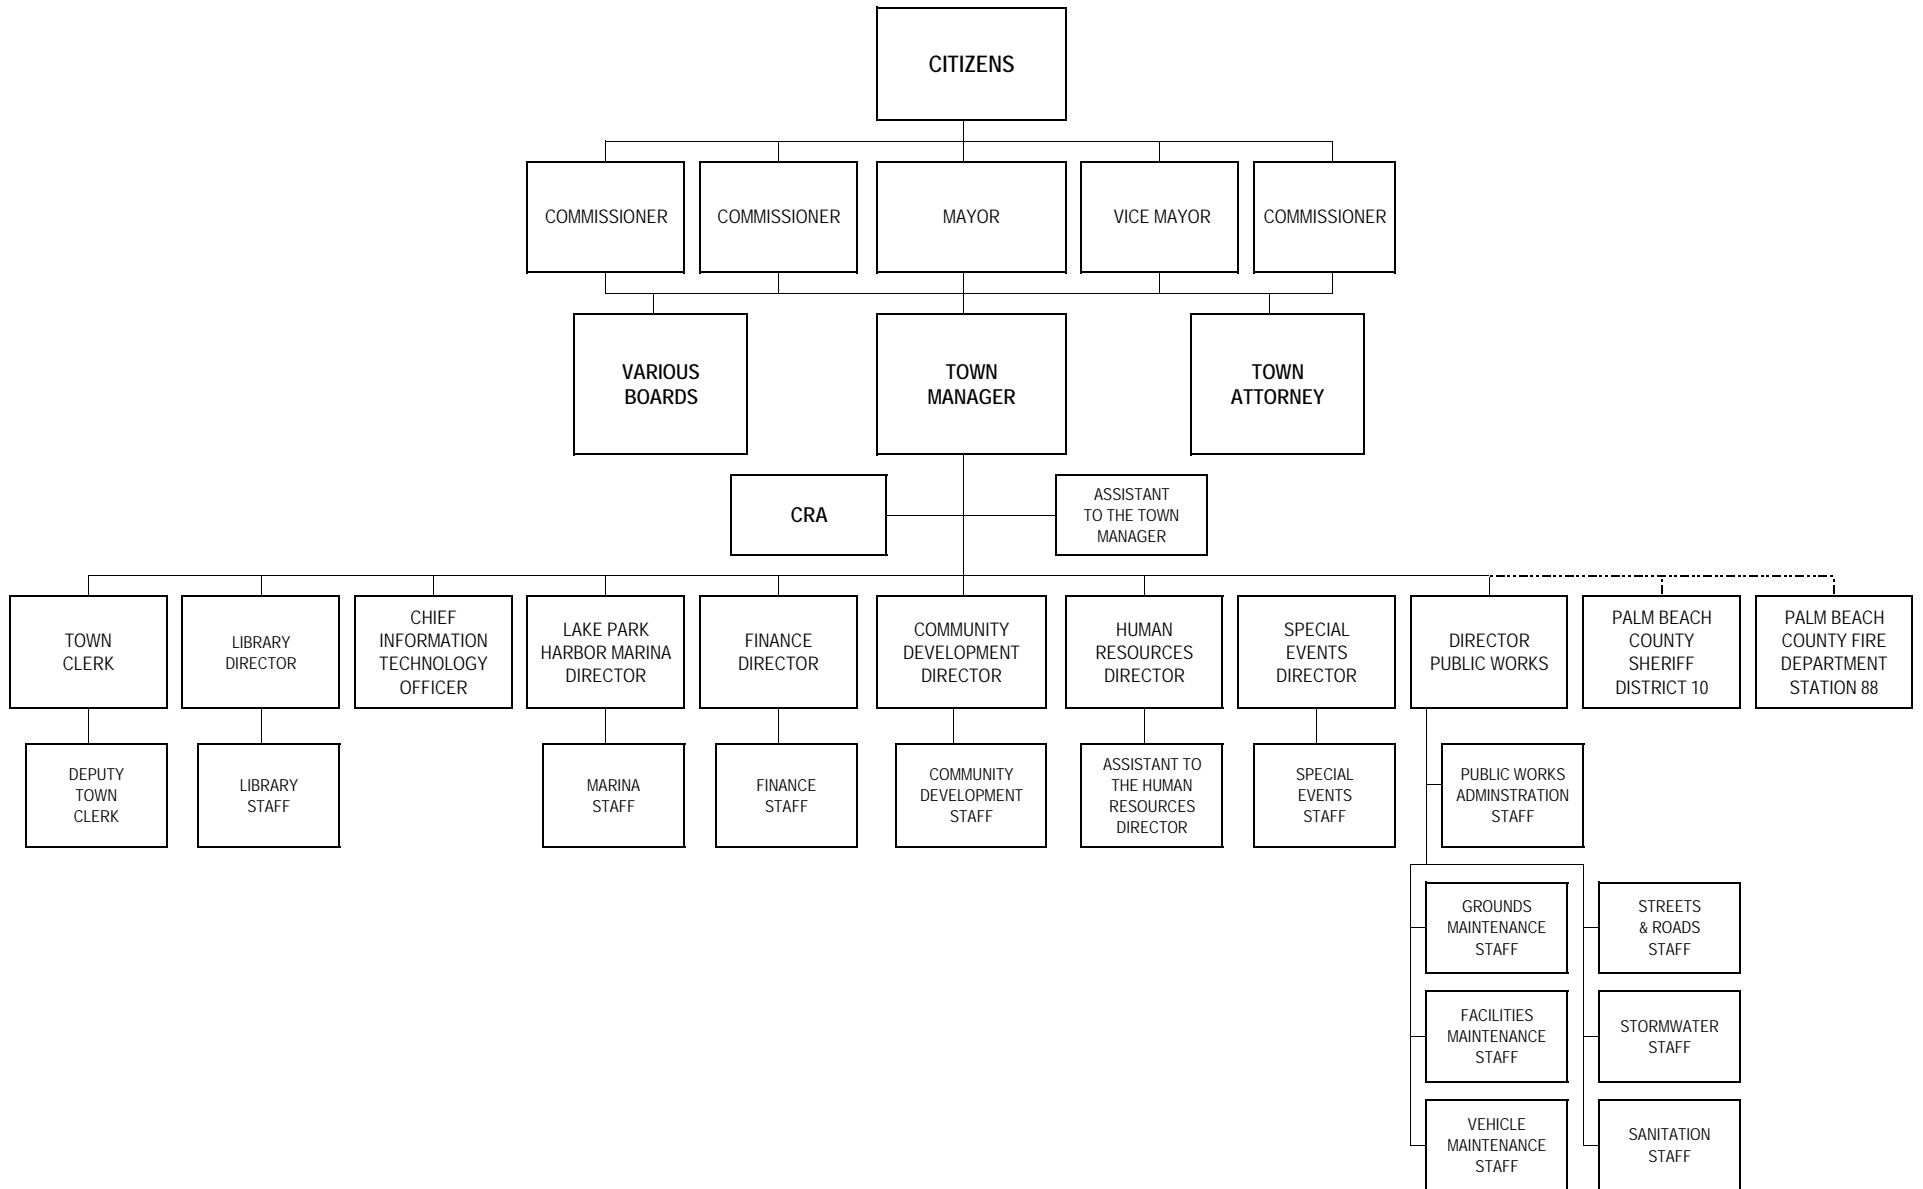 CITIZENS
COMMISSIONER
COMMISSIONER
MAYOR
VICE MAYOR
COMMISSIONER
VARIOUS
BOARDS
TOWN
MANAGER
TOWN
ATTORNEY
CRA
ASSISTANT
TO THE TOWN
MANAGER
TOWN
CLERK
LIBRARY
DIRECTOR
CHIEF
INFORMATION
TECHNOLOGY
OFFICER
LAKE PARK
HARBOR MARINA
DIRECTOR
FINANCE
DIRECTOR
COMMUNITY
DEVELOPMENT
DIRECTOR
HUMAN
RESOURCES
DIRECTOR
SPECIAL
EVENTS
DIRECTOR
DIRECTOR
PUBLIC WORKS
PALM BEACH
COUNTY
SHERIFF
DISTRICT 10
PALM BEACH
COUNTY FIRE
DEPARTMENT
STATION 88
DEPUTY
TOWN
CLERK
LIBRARY
STAFF
MARINA
STAFF
FINANCE
STAFF
COMMUNITY
DEVELOPMENT
STAFF
ASSISTANT TO
THE HUMAN
RESOURCES
DIRECTOR
SPECIAL
EVENTS
STAFF
PUBLIC WORKS
ADMINSTRATION
STAFF
GROUNDS
MAINTENANCE
STAFF
STREETS
& ROADS
STAFF
FACILITIES
MAINTENANCE
STAFF
STORMWATER
STAFF
VEHICLE
MAINTENANCE
STAFF
SANITATION
STAFF